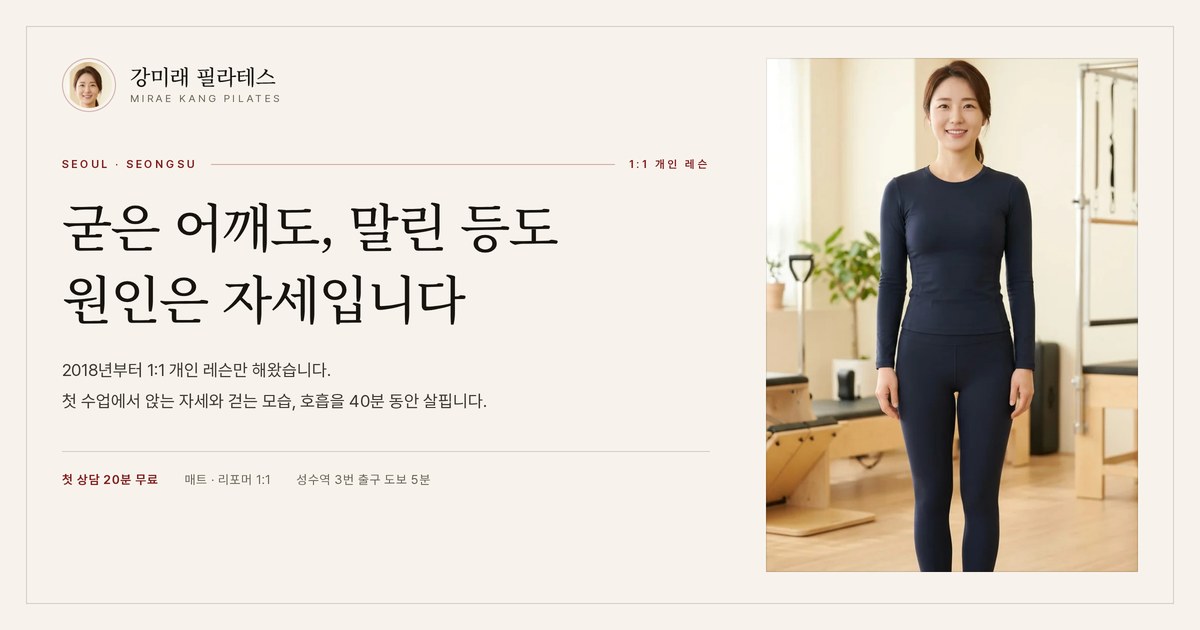 강미래 필라테스
MIRAE KANG PILATES
SEOUL · SEONGSU
1:1 개인 레슨
굳은 어깨도, 말린 등도
원인은 자세입니다
2018년부터 1:1 개인 레슨만 해왔습니다.
첫 수업에서 앉는 자세와 걷는 모습, 호흡을 40분 동안 살핍니다.
첫 상담 20분 무료 매트 · 리포머 1:1 성수역 3번 출구 도보 5분